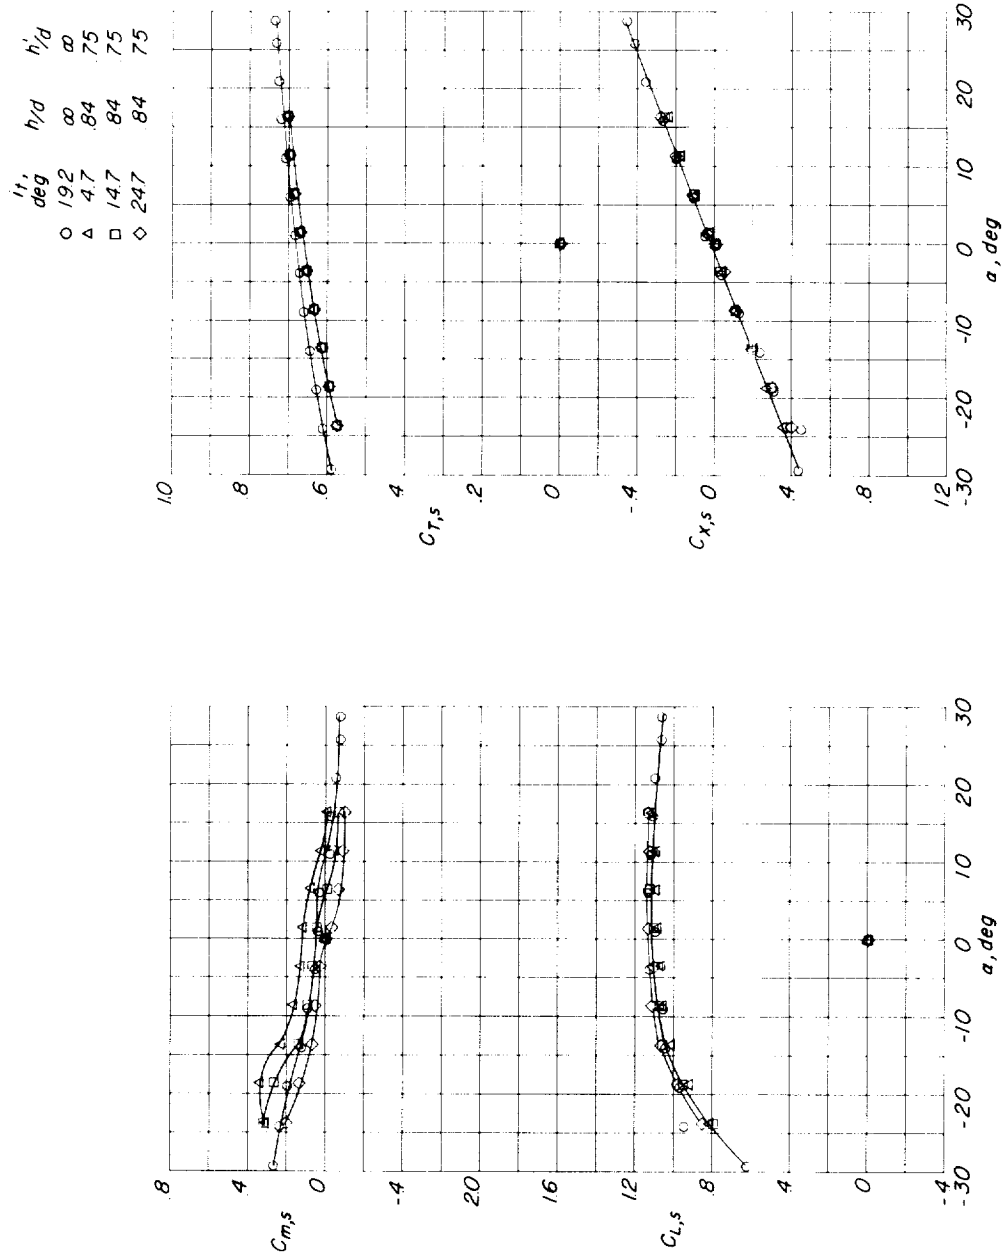 i_t, deg h/d h'/d
○ 19.2 ∞ ∞
△ 4.7 .84 .75
□ 14.7 .84 .75
◇ 24.7 .84 .75
.8
.4
0
-.4
C_m,s
2.0
1.6
1.2
.8
.4
0
-.4
C_L,s
-30 -20 -10 0 10 20 30
α, deg
1.0
.8
.6
.4
.2
0
C_T,s
-.4
0
.4
.8
1.2
C_X,s
-30 -20 -10 0 10 20 30
α, deg